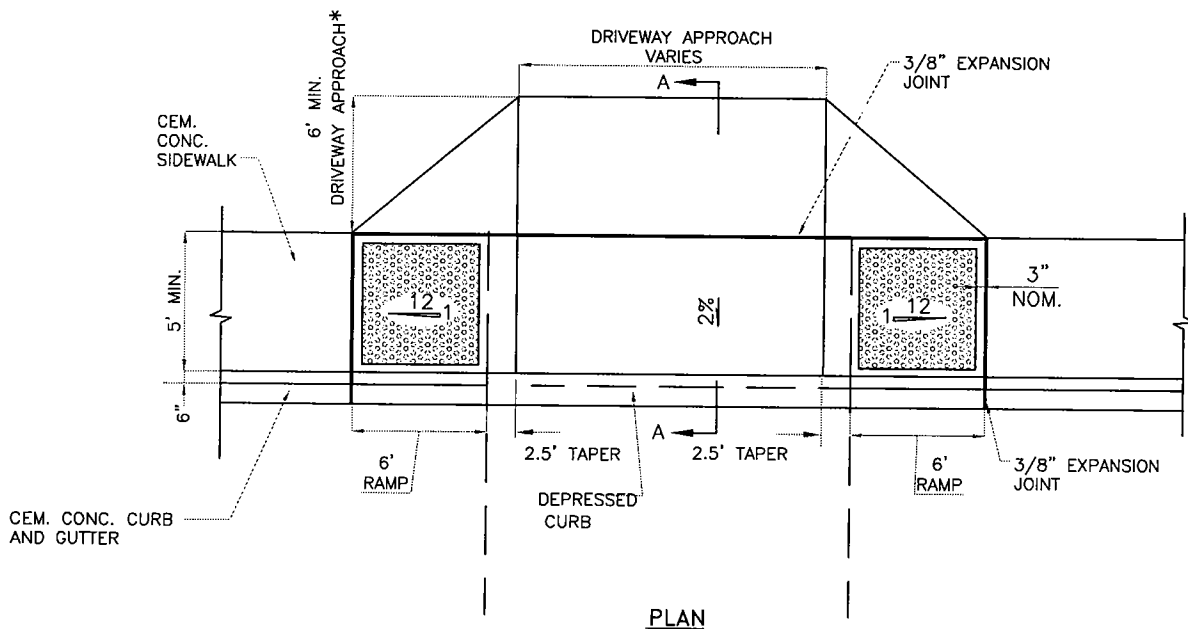 DRIVEWAY APPROACH
VARIES
A
3/8" EXPANSION
JOINT
6' MIN.
DRIVEWAY APPROACH*
CEM.
CONC.
SIDEWALK
5' MIN.
12
1
2%
1
12
3"
NOM.
6"
A
6'
RAMP
2.5' TAPER
2.5' TAPER
6'
RAMP
3/8" EXPANSION
JOINT
DEPRESSED
CURB
CEM. CONC. CURB
AND GUTTER
PLAN